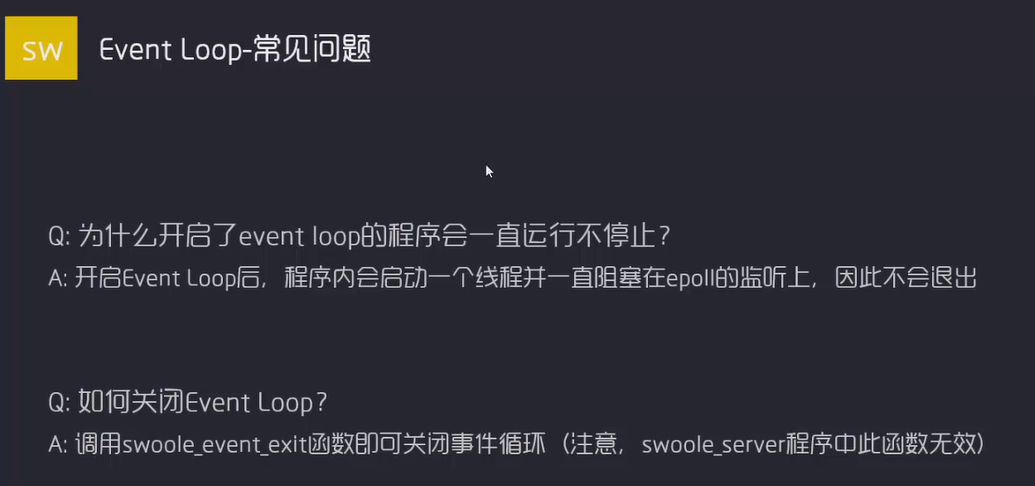 SW
Event Loop-常见问题
Q: 为什么开启了event loop的程序会一直运行不停止?
A: 开启Event Loop后, 程序内会启动一个线程并一直阻塞在epoll的监听上, 因此不会退出
Q: 如何关闭Event Loop?
A: 调用swoole_event_exit函数即可关闭事件循环 (注意, swoole_server程序中此函数无效)